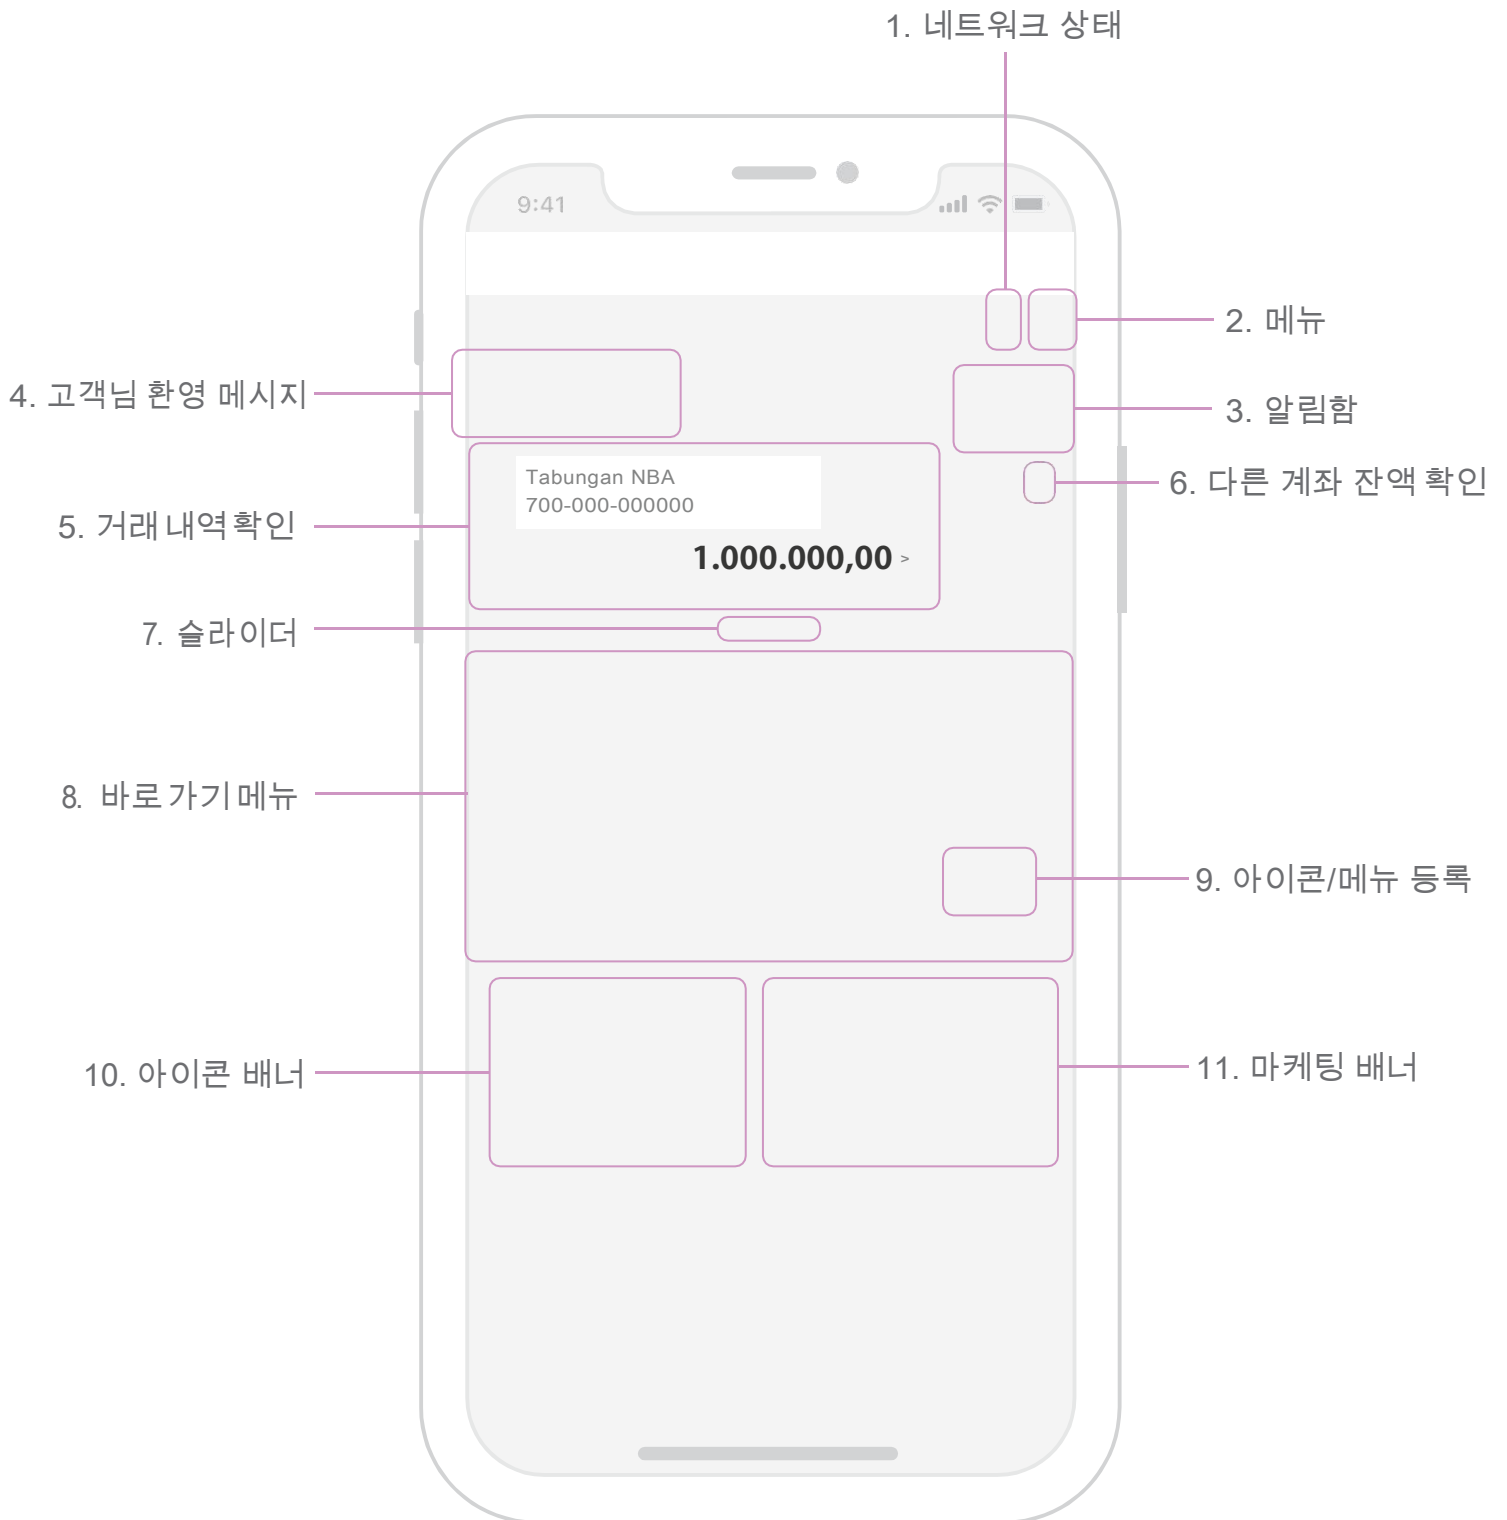 1. 네트워크 상태
9:41
2. 메뉴
4. 고객님 환영 메시지
3. 알림함
Tabungan NBA
700-000-000000
6. 다른 계좌 잔액 확인
5. 거래 내역 확인
1.000.000,00 >
7. 슬라이더
8. 바로 가기 메뉴
9. 아이콘/메뉴 등록
10. 아이콘 배너
11. 마케팅 배너